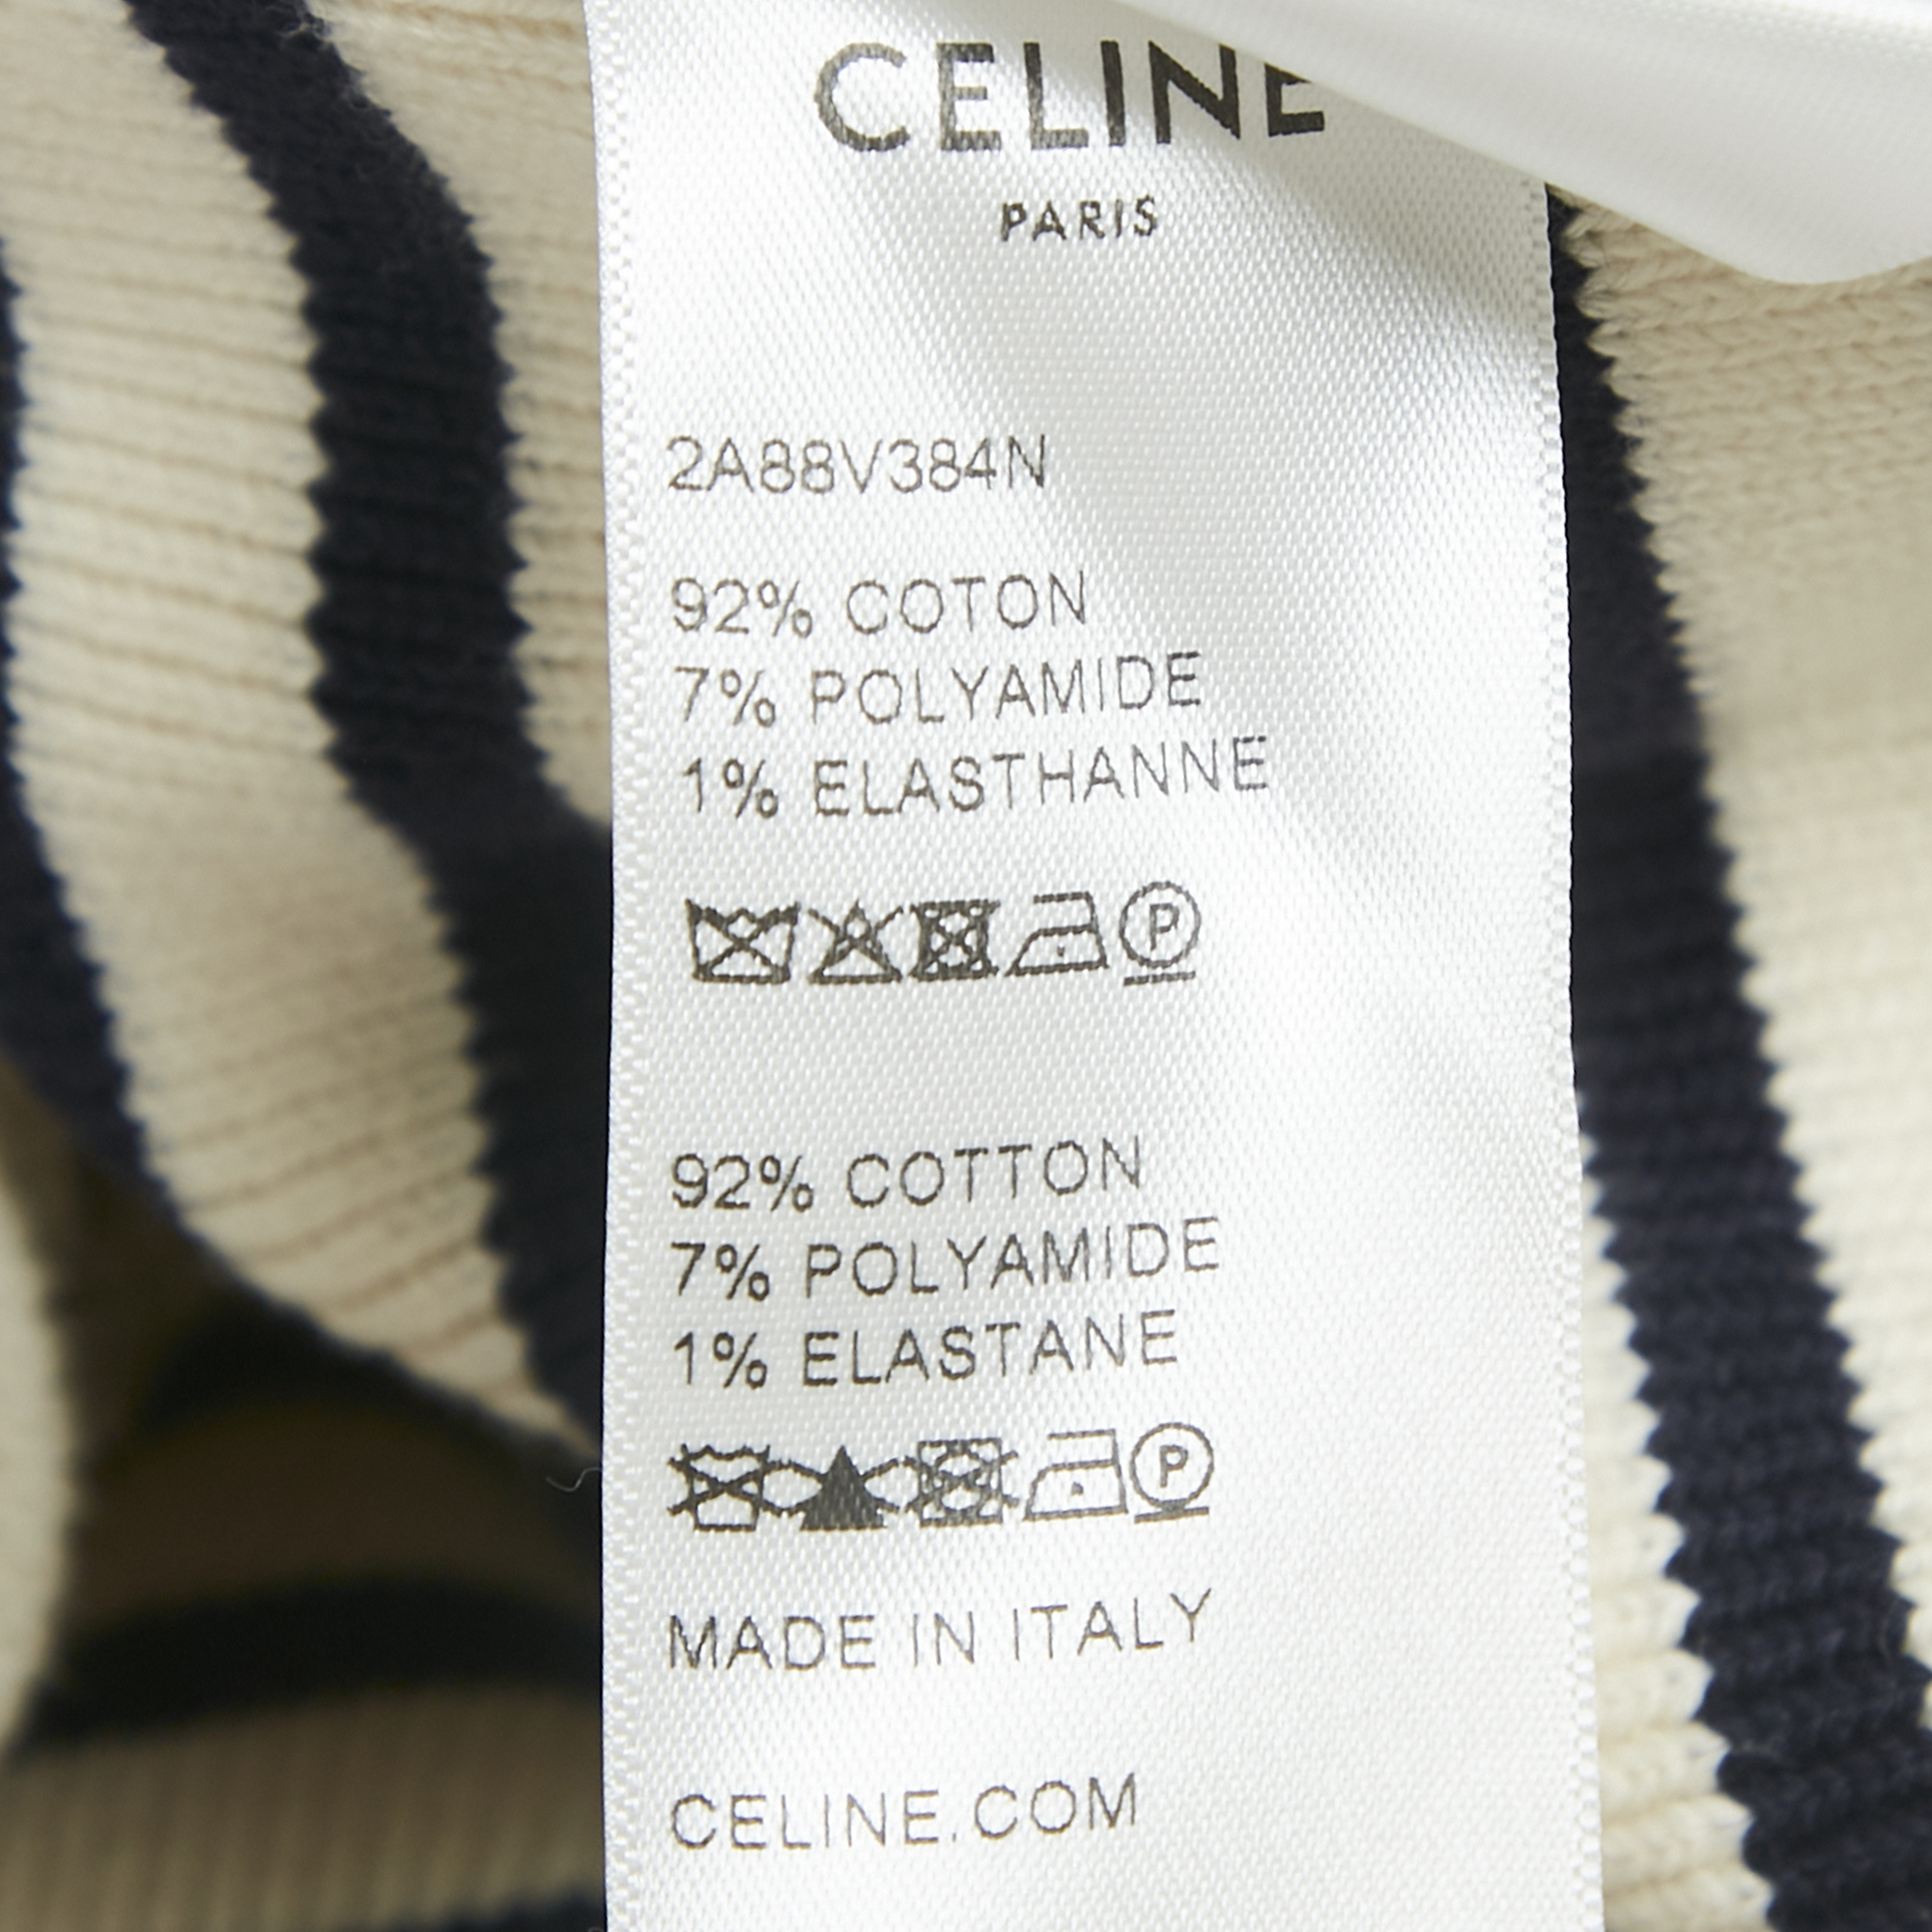 CELINE
PARIS
2A88V384N
92% COTON
7% POLYAMIDE
1% ELASTHANNE
P
92% COTTON
7% POLYAMIDE
1% ELASTANE
P
MADE IN ITALY
CELINE.COM